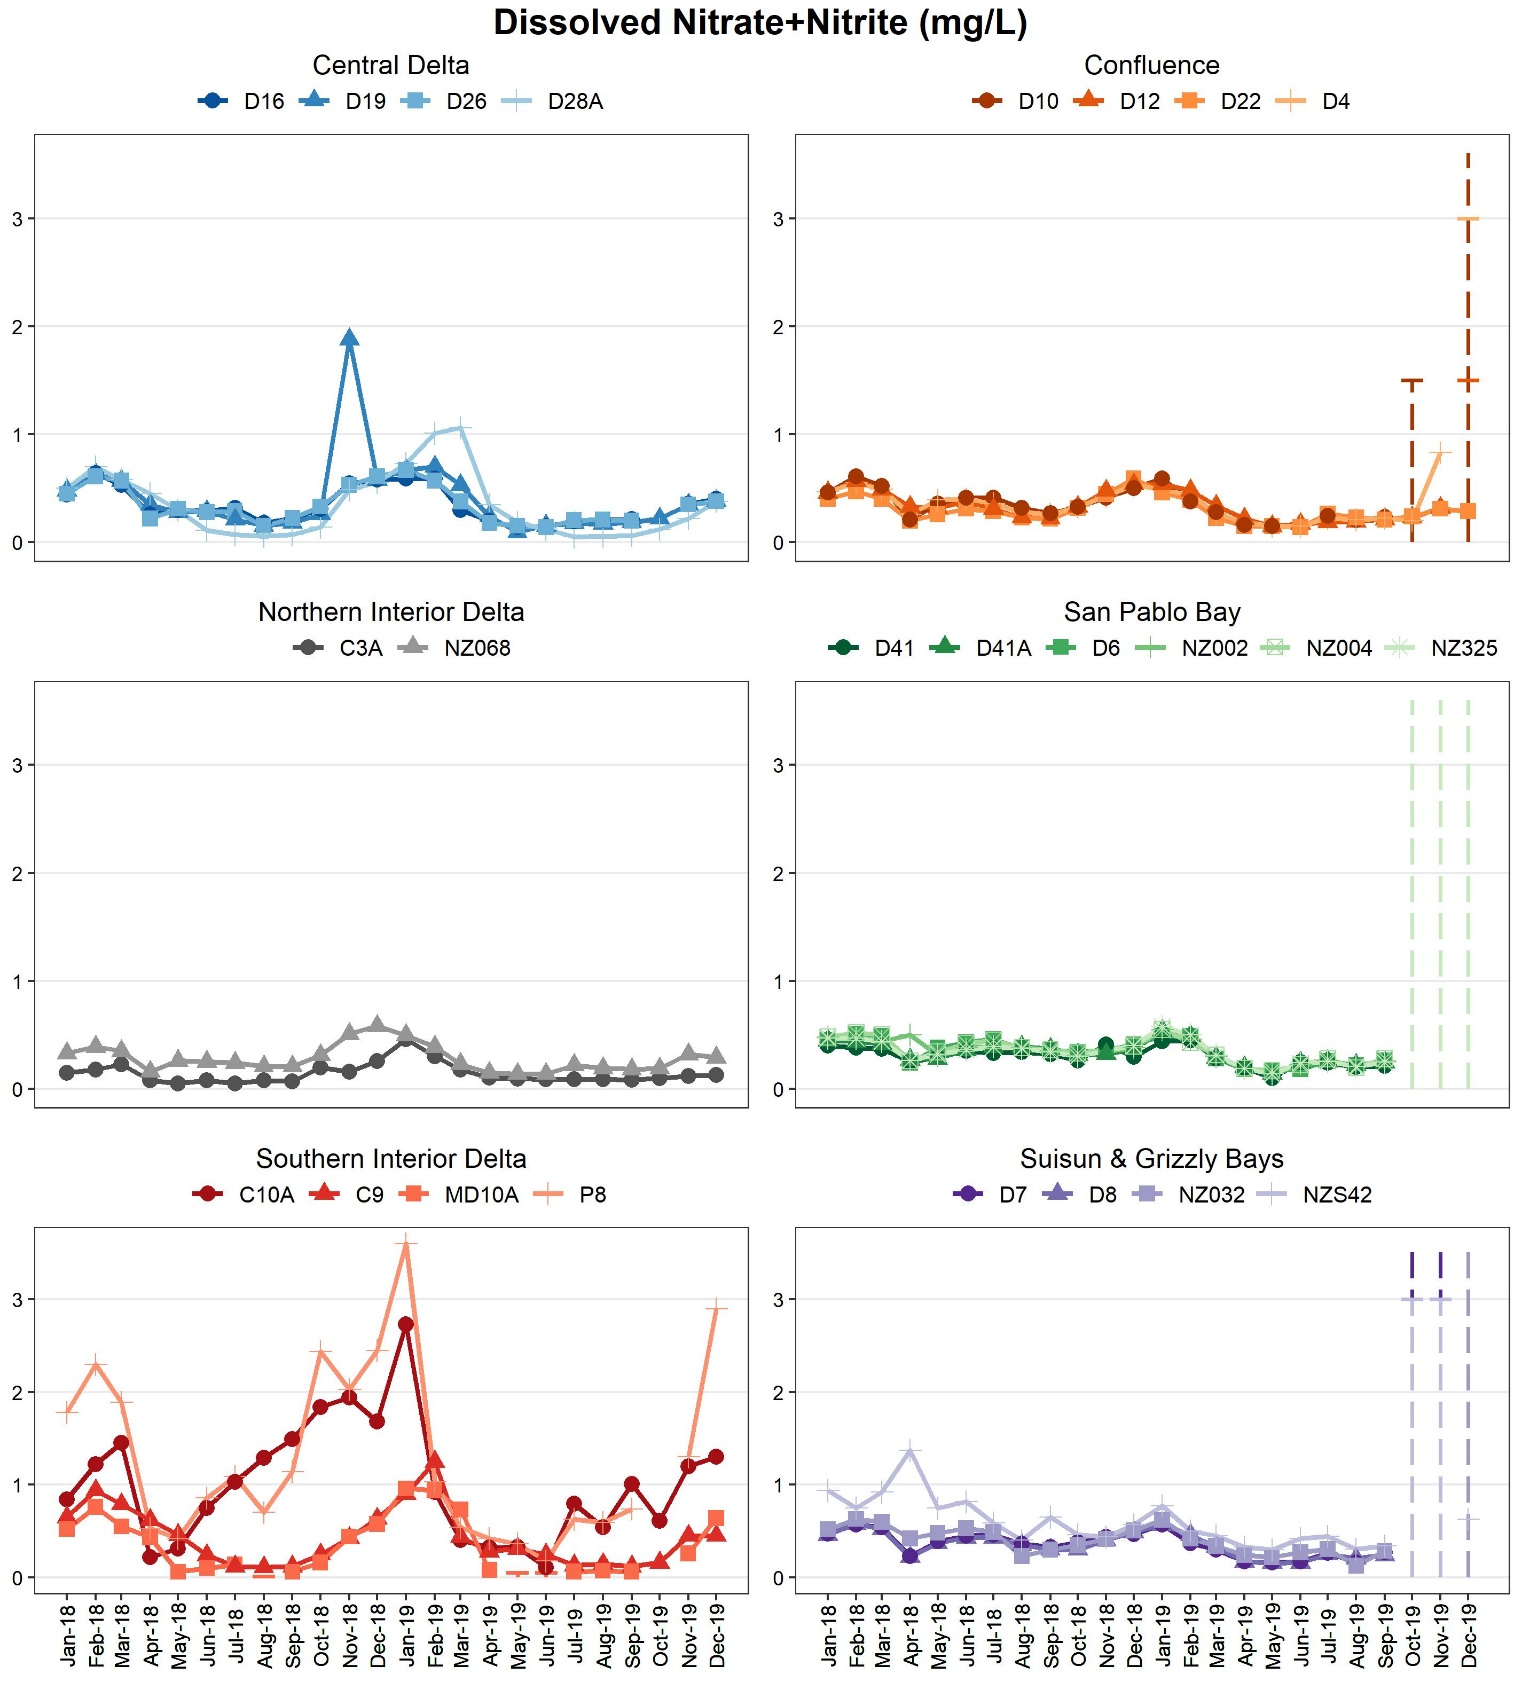 Dissolved Nitrate+Nitrite (mg/L)
Central Delta
D16 D19 D26 D28A
3
2
1
0
Confluence
D10 D12 D22 D4
3
2
1
0
Northern Interior Delta
C3A NZ068
3
2
1
0
San Pablo Bay
D41 D41A D6 NZ002 NZ004 NZ325
3
2
1
0
Southern Interior Delta
C10A C9 MD10A P8
3
2
1
0
Jan-18
Feb-18
Mar-18
Apr-18
May-18
Jun-18
Jul-18
Aug-18
Sep-18
Oct-18
Nov-18
Dec-18
Jan-19
Feb-19
Mar-19
Apr-19
May-19
Jun-19
Jul-19
Aug-19
Sep-19
Oct-19
Nov-19
Dec-19
Suisun & Grizzly Bays
D7 D8 NZ032 NZS42
3
2
1
0
Jan-18
Feb-18
Mar-18
Apr-18
May-18
Jun-18
Jul-18
Aug-18
Sep-18
Oct-18
Nov-18
Dec-18
Jan-19
Feb-19
Mar-19
Apr-19
May-19
Jun-19
Jul-19
Aug-19
Sep-19
Oct-19
Nov-19
Dec-19